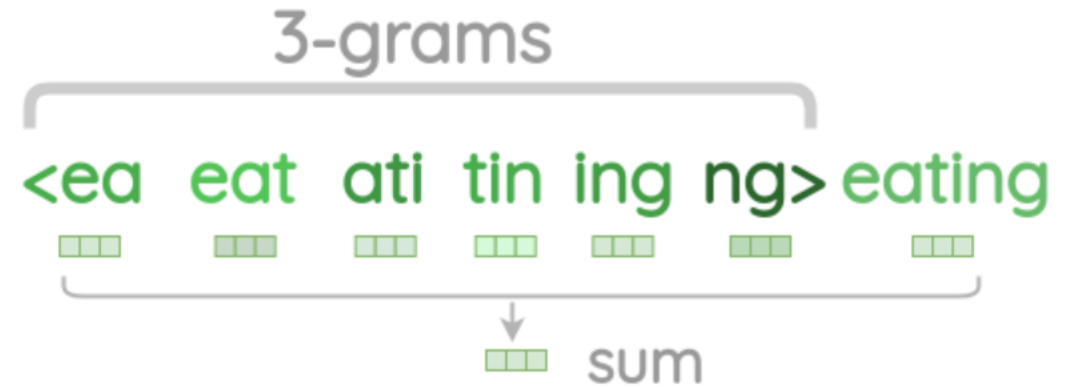 3-grams
<ea eat ati tin ing ng> eating
sum